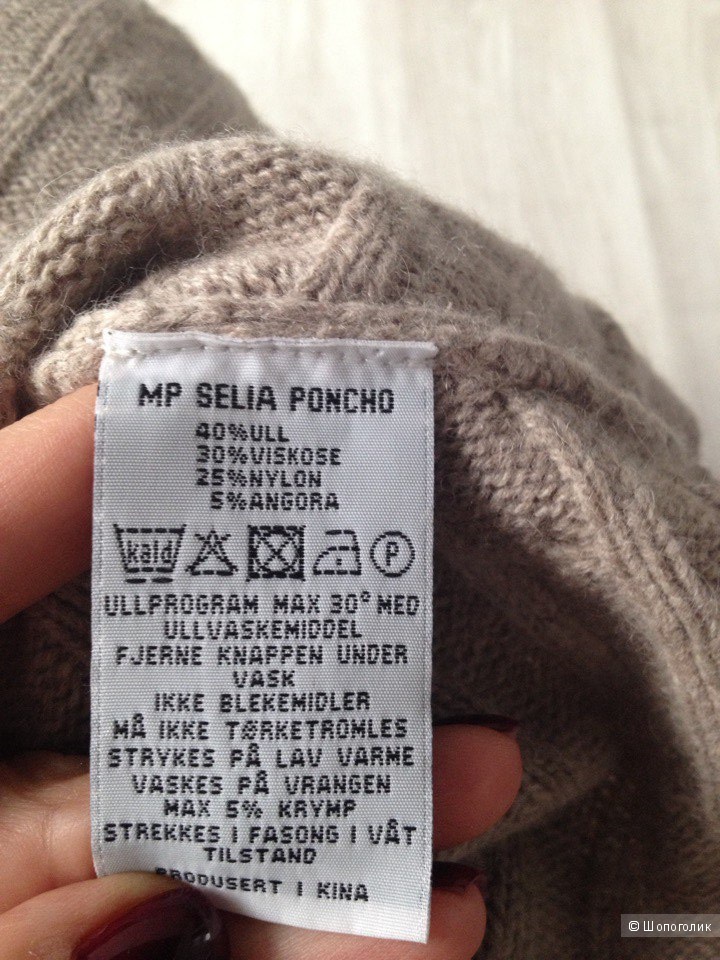 MP SELIA PONCHO
40%ULL
30%VISKOSE
25%NYLON
5%ANGORA
kald
P
ULLPROGRAM MAX 30° MED
ULLVASKEMIDDEL
FJERNE KNAPPEN UNDER
VASK
IKKE BLEKEMIDLER
MÅ IKKE TØRKETROMLES
STRYKES PÅ LAV VARME
VASKES PÅ VRANGEN
MAX 5% KRYMP
STREKKES I FASONG I VÅT
TILSTAND
PRODUSERT I KINA
© Шопоголик